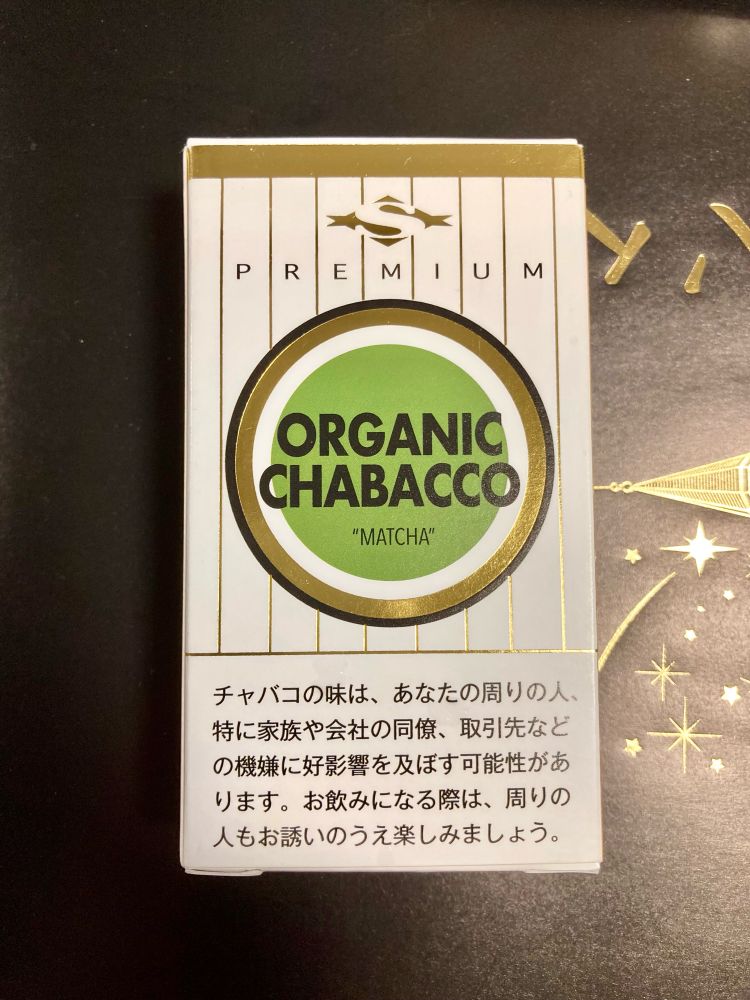 S
PREMIUM
ORGANIC
CHABACCO
"MATCHA"
チャバコの味は、あなたの周りの人、
特に家族や会社の同僚、取引先など
の機嫌に好影響を及ぼす可能性があ
ります。お飲みになる際は、周りの
人もお誘いのうえ楽しみましょう。